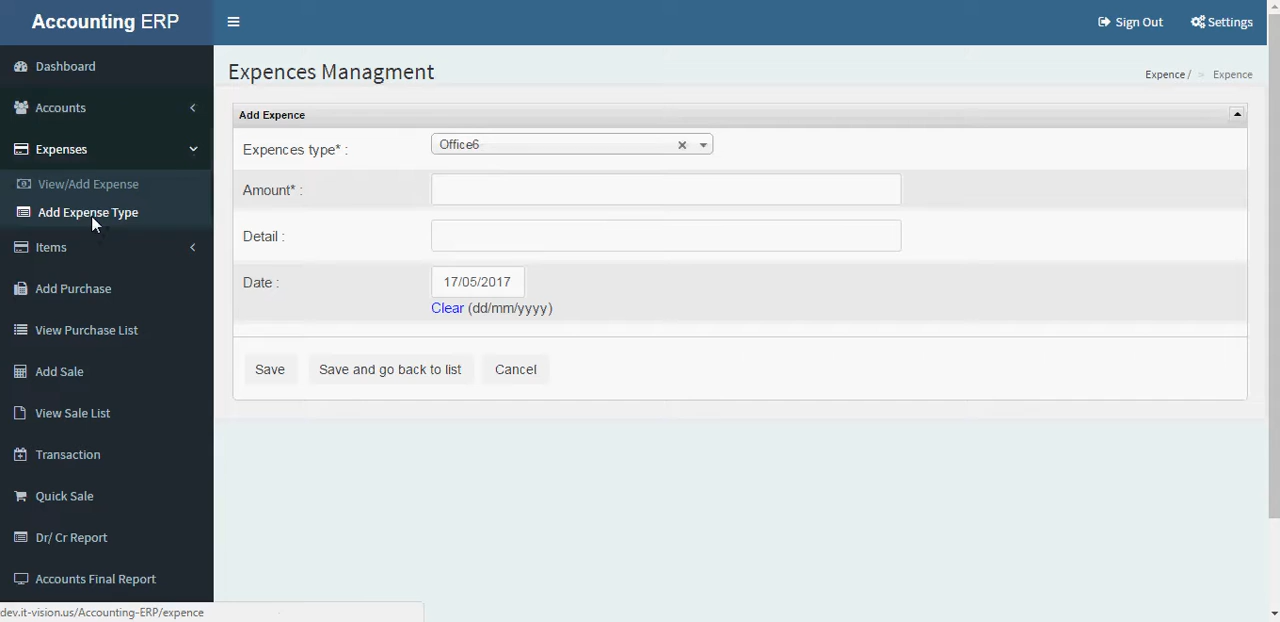 Accounting ERP
Sign Out
Settings
Dashboard
Accounts
Expenses
View/Add Expense
Add Expense Type
Items
Add Purchase
View Purchase List
Add Sale
View Sale List
Transaction
Quick Sale
Dr/ Cr Report
Accounts Final Report
Expences Managment
Expence / > Expence
Add Expence
Expences type* :
Office6
Amount* :
Detail :
Date :
17/05/2017
Clear (dd/mm/yyyy)
Save
Save and go back to list
Cancel
dev.it-vision.us/Accounting-ERP/expence